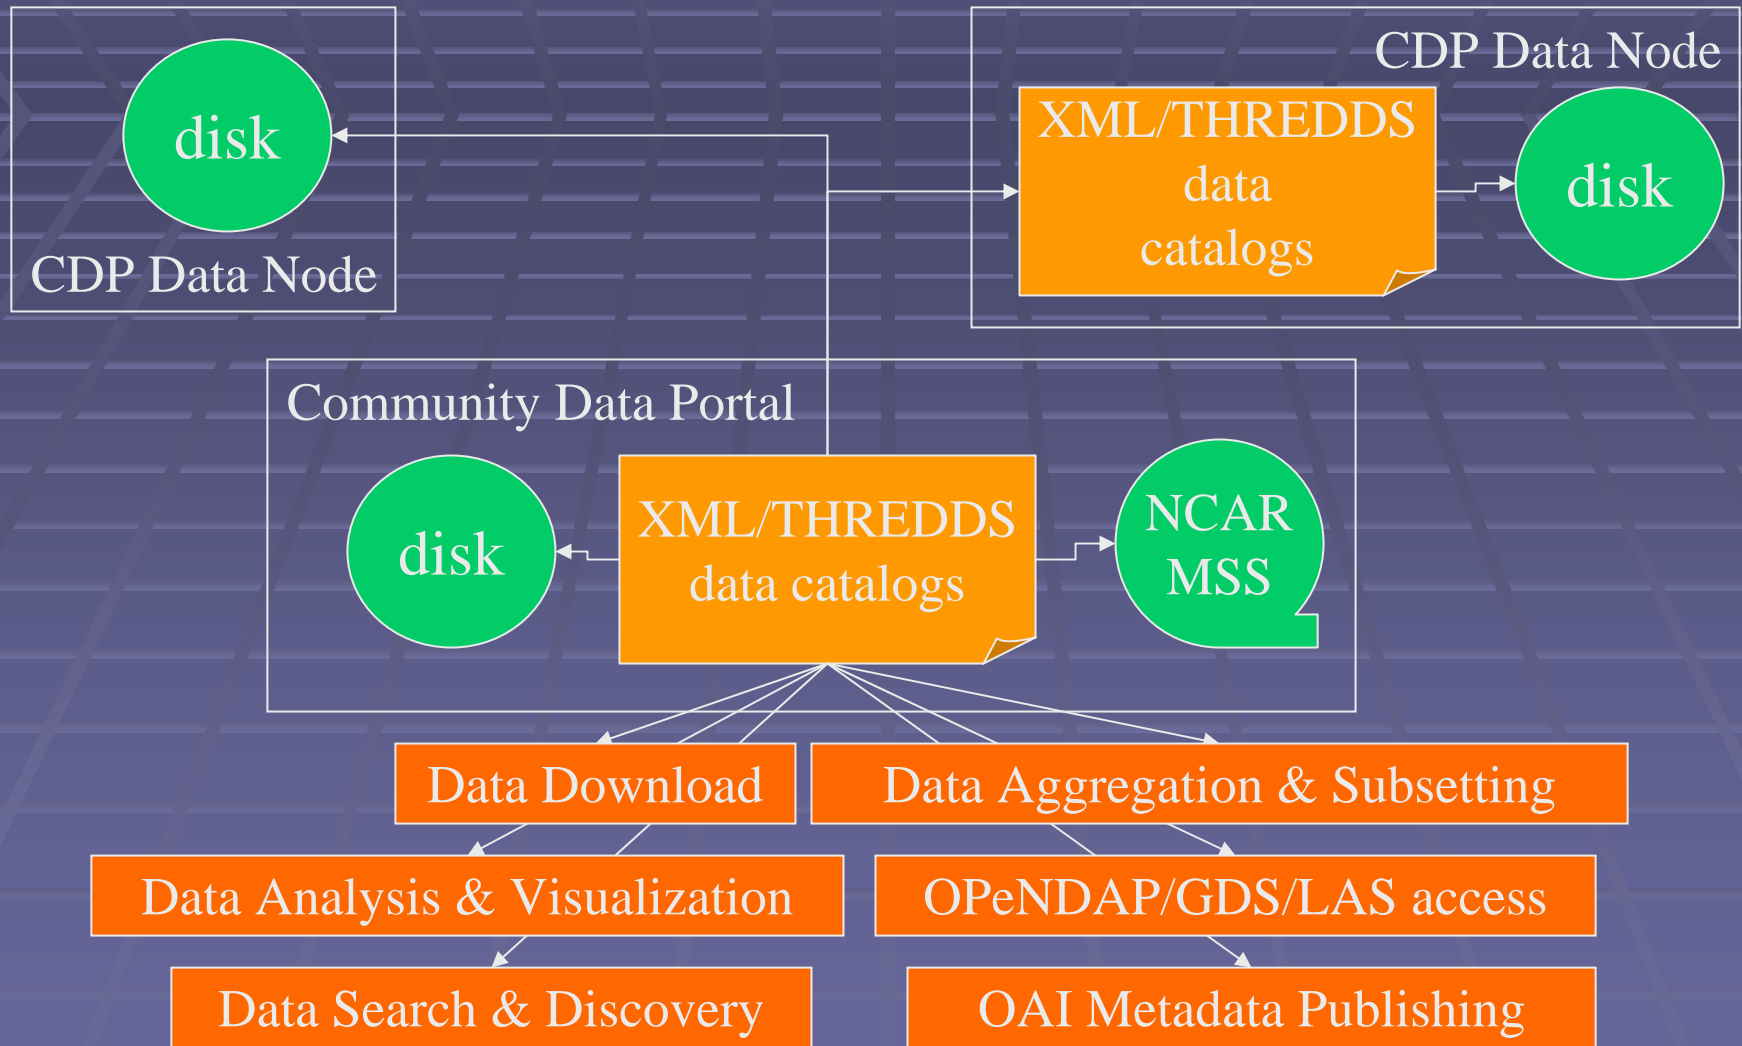 disk
CDP Data Node
CDP Data Node
XML/THREDDS
data
catalogs
disk
Community Data Portal
disk
XML/THREDDS
data catalogs
NCAR
MSS
Data Download
Data Aggregation & Subsetting
Data Analysis & Visualization
OPeNDAP/GDS/LAS access
Data Search & Discovery
OAI Metadata Publishing